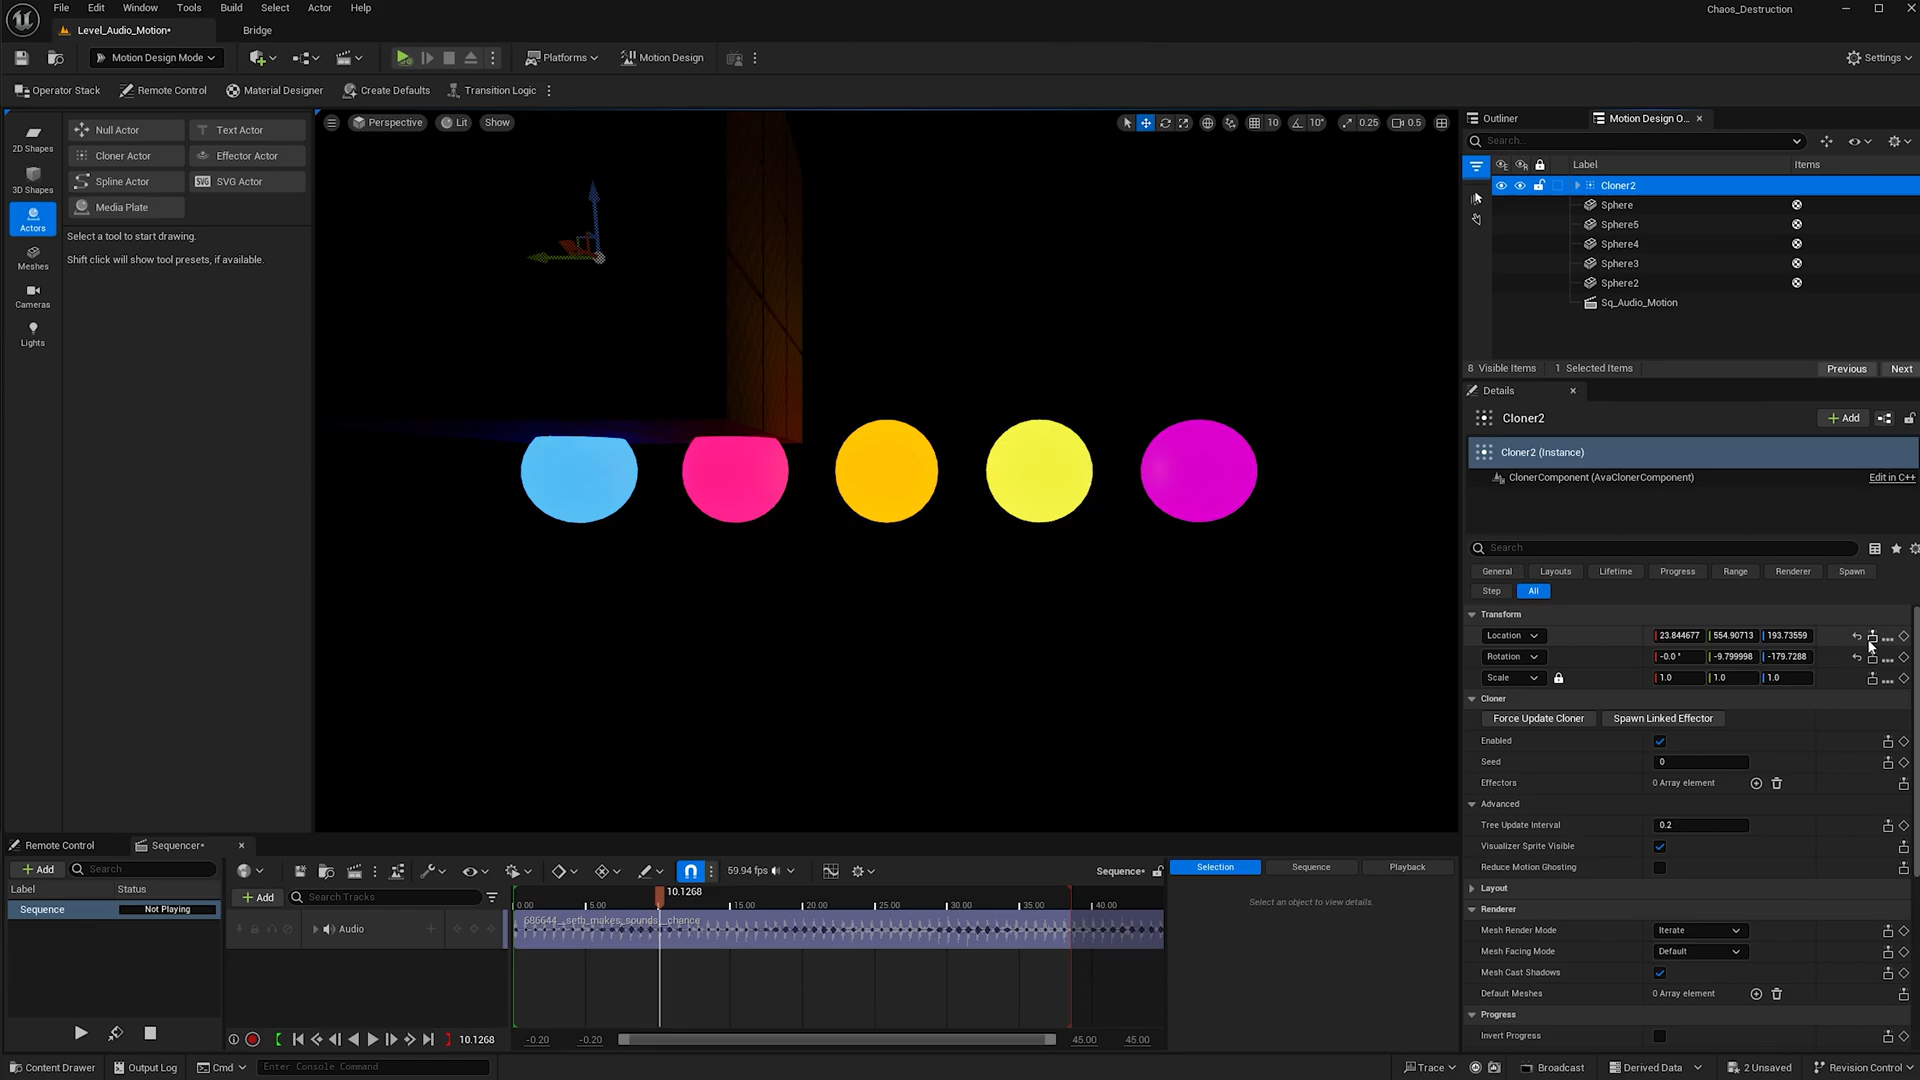 File Edit Window Tools Build Select Actor Help
Chaos_Destruction
Level_Audio_Motion•
Bridge
Motion Design Mode
Platforms
Motion Design
Settings
Operator Stack
Remote Control
Material Designer
Create Defaults
Transition Logic
2D Shapes
3D Shapes
Actors
Meshes
Cameras
Lights
Null Actor
Text Actor
Cloner Actor
Effector Actor
Spline Actor
SVG SVG Actor
Media Plate
Select a tool to start drawing.
Shift click will show tool presets, if available.
Perspective Lit Show
10 10° 0.25 0.5
Outliner
Motion Design O...
Search...
Label Items
Cloner2
Sphere
Sphere5
Sphere4
Sphere3
Sphere2
Sq_Audio_Motion
8 Visible Items 1 Selected Items Previous Next
Details
Cloner2
Add
Cloner2 (Instance)
ClonerComponent (AvaClonerComponent) Edit in C++
Search
General Layouts Lifetime Progress Range Renderer Spawn
Step All
Transform
Location 23.844677 554.90713 193.73559
Rotation -0.0 ° -9.799998 -179.7288
Scale 1.0 1.0 1.0
Cloner
Force Update Cloner Spawn Linked Effector
Enabled
Seed 0
Effectors 0 Array element
Advanced
Tree Update Interval 0.2
Visualizer Sprite Visible
Reduce Motion Ghosting
Layout
Renderer
Mesh Render Mode Iterate
Mesh Facing Mode Default
Mesh Cast Shadows
Default Meshes 0 Array element
Progress
Invert Progress
Remote Control
Sequencer•
Add
Search
Label Status
Sequence Not Playing
59.94 fps
Sequence•
Add
Search Tracks
10.1268
0.00 5.00 15.00 20.00 25.00 30.00 35.00 40.00
Audio
686644__seth_makes_sounds__chance
10.1268
-0.20 -0.20 45.00 45.00
Selection Sequence Playback
Select an object to view details.
Content Drawer
Output Log
Cmd
Enter Console Command
Trace
Broadcast
Derived Data
2 Unsaved
Revision Control